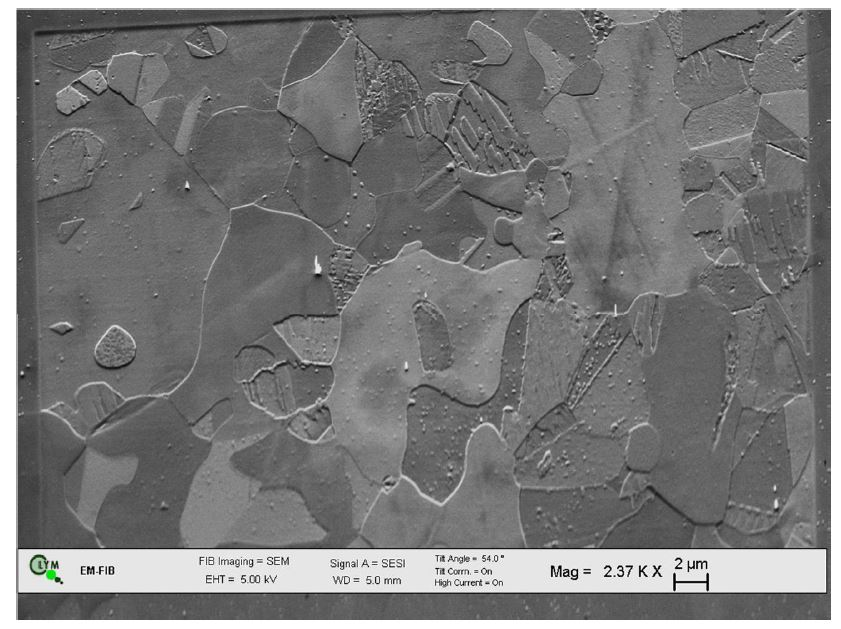 CLYM
EM-FIB
FIB Imaging = SEM
EHT = 5.00 kV
Signal A = SESI
WD = 5.0 mm
Tilt Angle = 54.0 °
Tilt Corrn. = On
High Current = On
Mag = 2.37 K X
2 µm